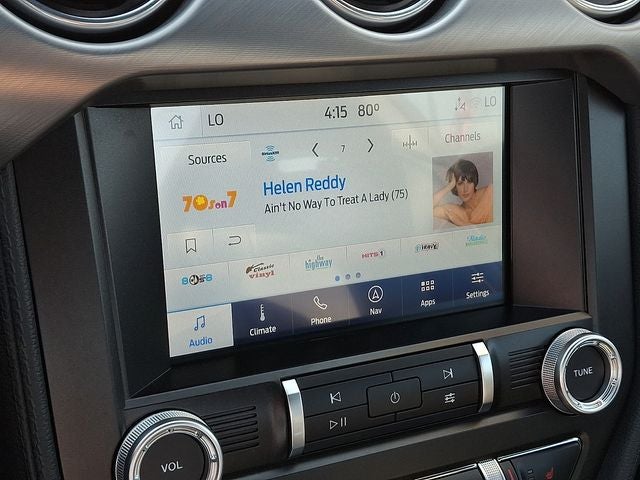 LO 4:15 80° LO
Sources
SiriusXM
7
Channels
70s on 7
Helen Reddy
Ain't No Way To Treat A Lady (75)
80s8
Classic vinyl
the highway
HITS 1
Audio
Climate
Phone
Nav
Apps
Settings
VOL
TUNE